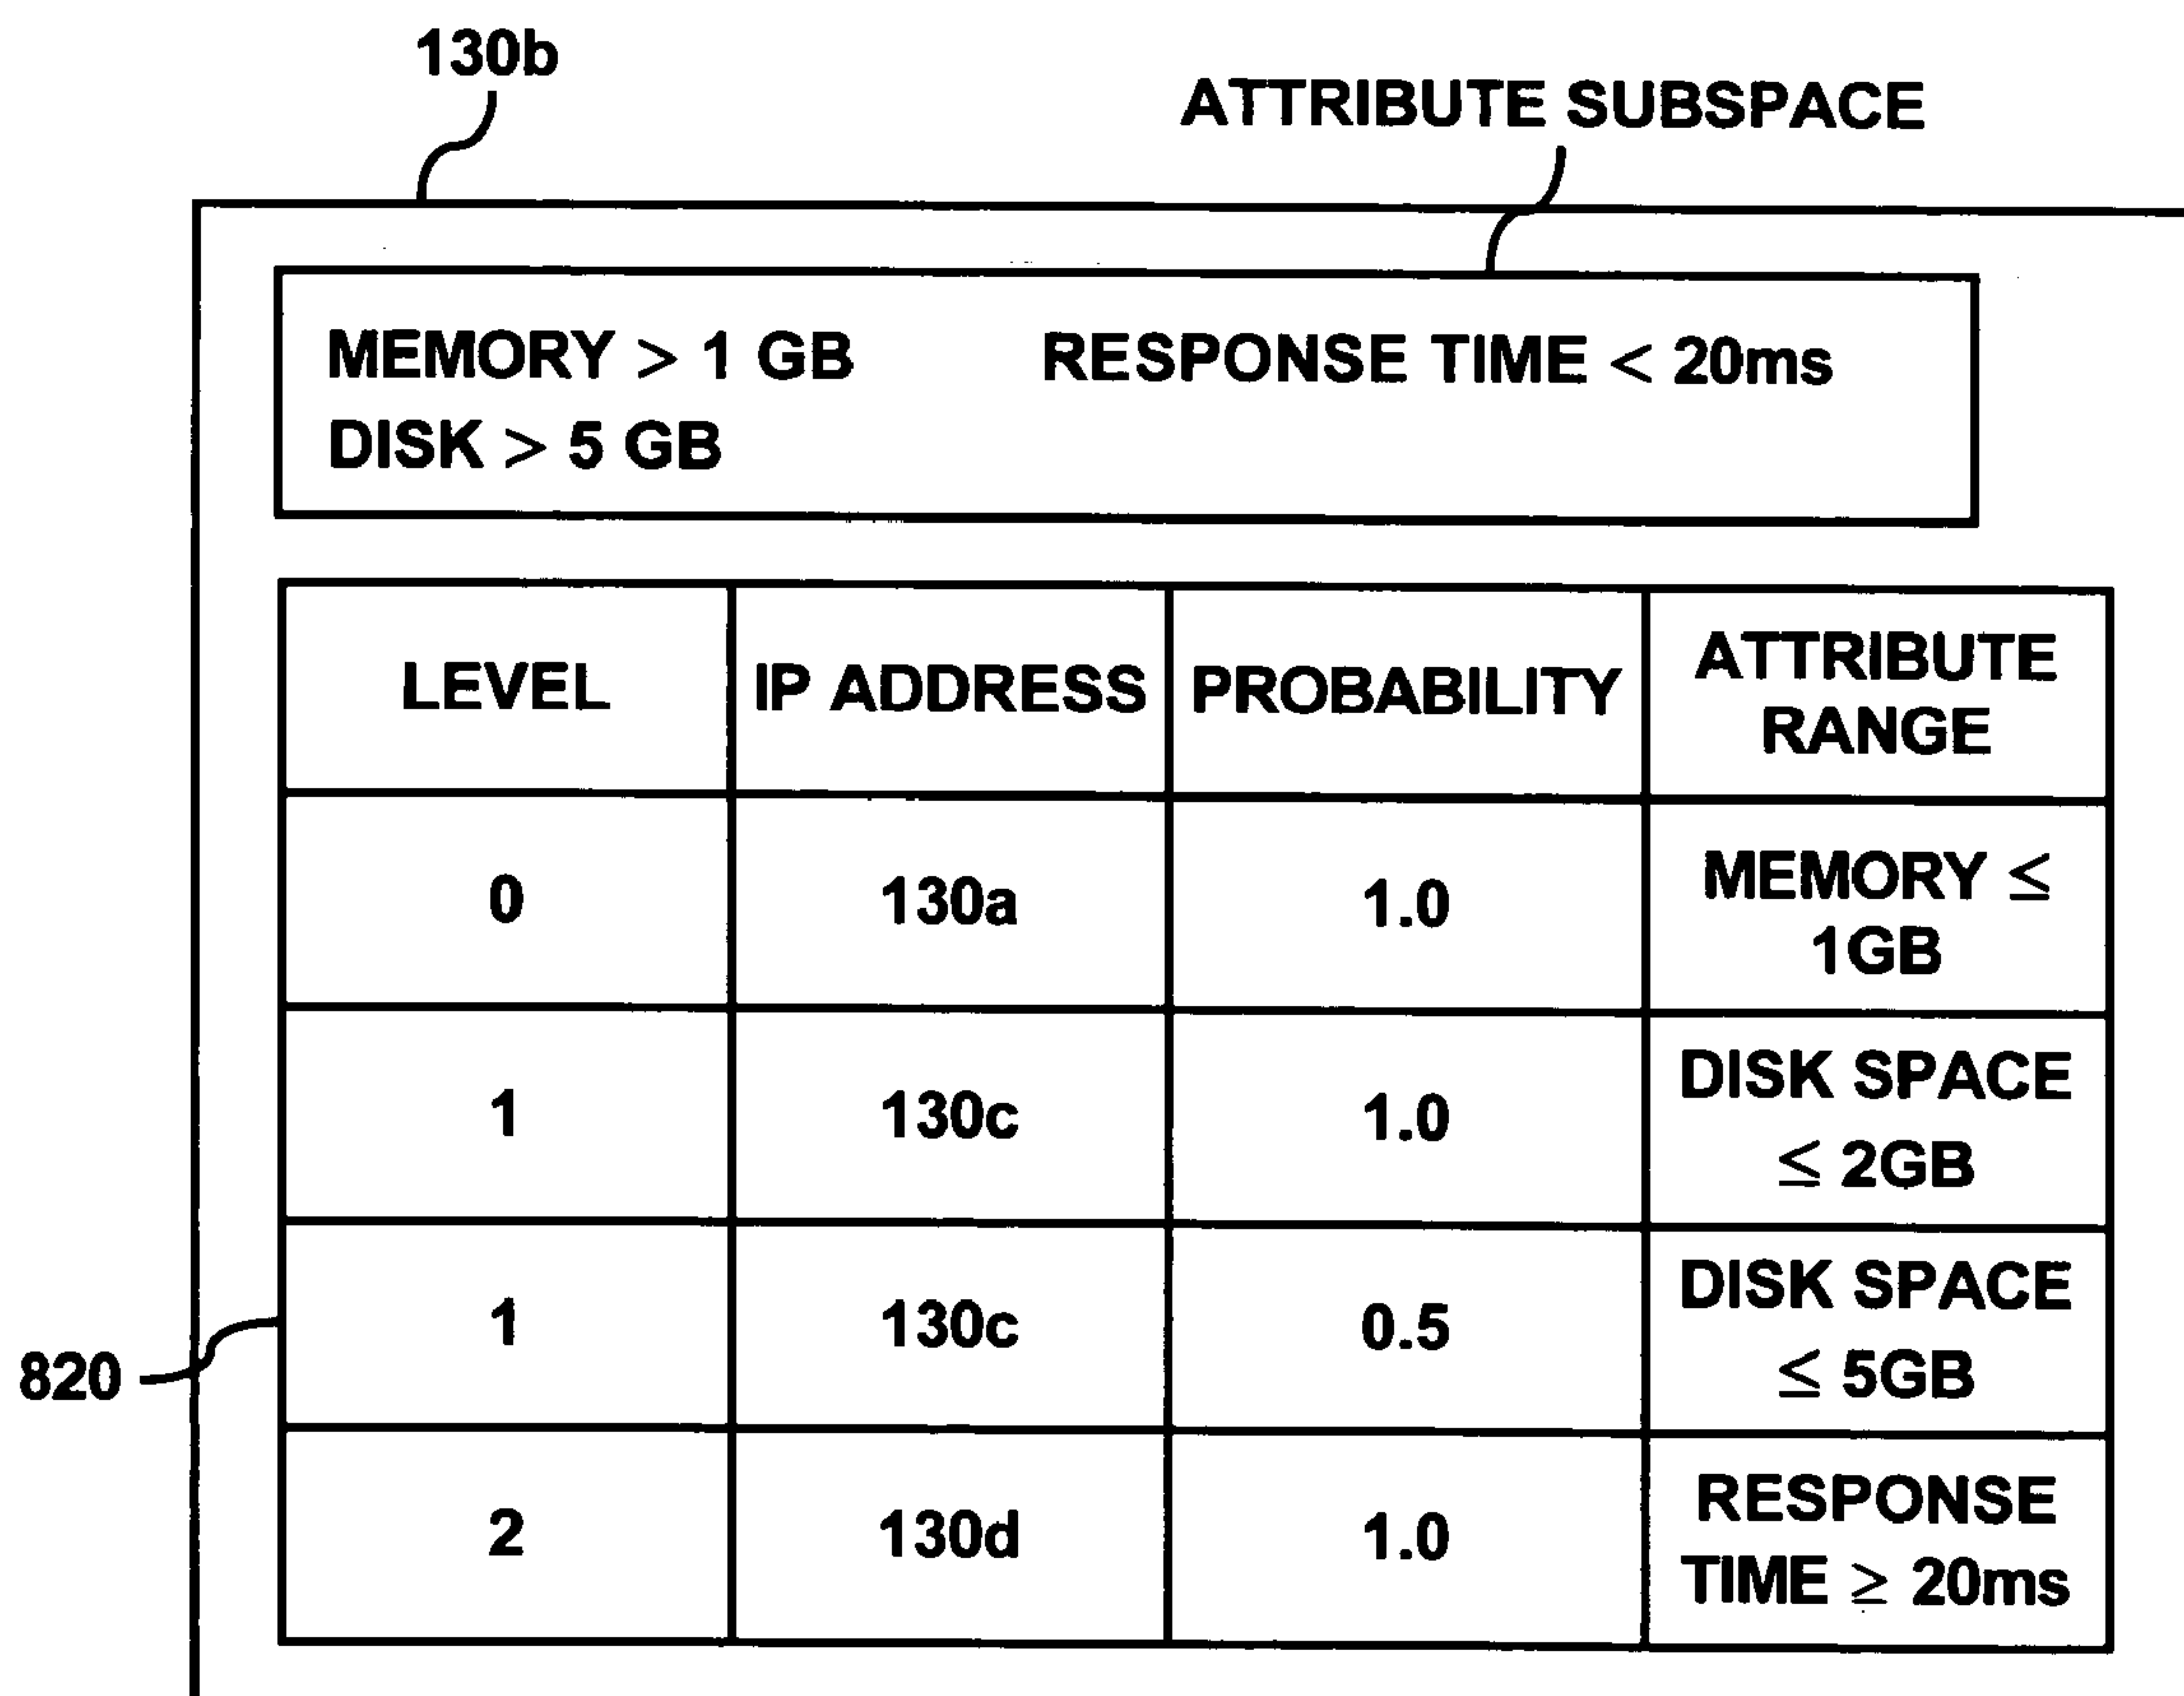 130b
ATTRIBUTE SUBSPACE
MEMORY > 1 GB RESPONSE TIME < 20ms
DISK > 5 GB
LEVEL IP ADDRESS PROBABILITY ATTRIBUTE RANGE
0 130a 1.0 MEMORY ≤ 1GB
1 130c 1.0 DISK SPACE ≤ 2GB
1 130c 0.5 DISK SPACE ≤ 5GB
820
2 130d 1.0 RESPONSE TIME ≥ 20ms